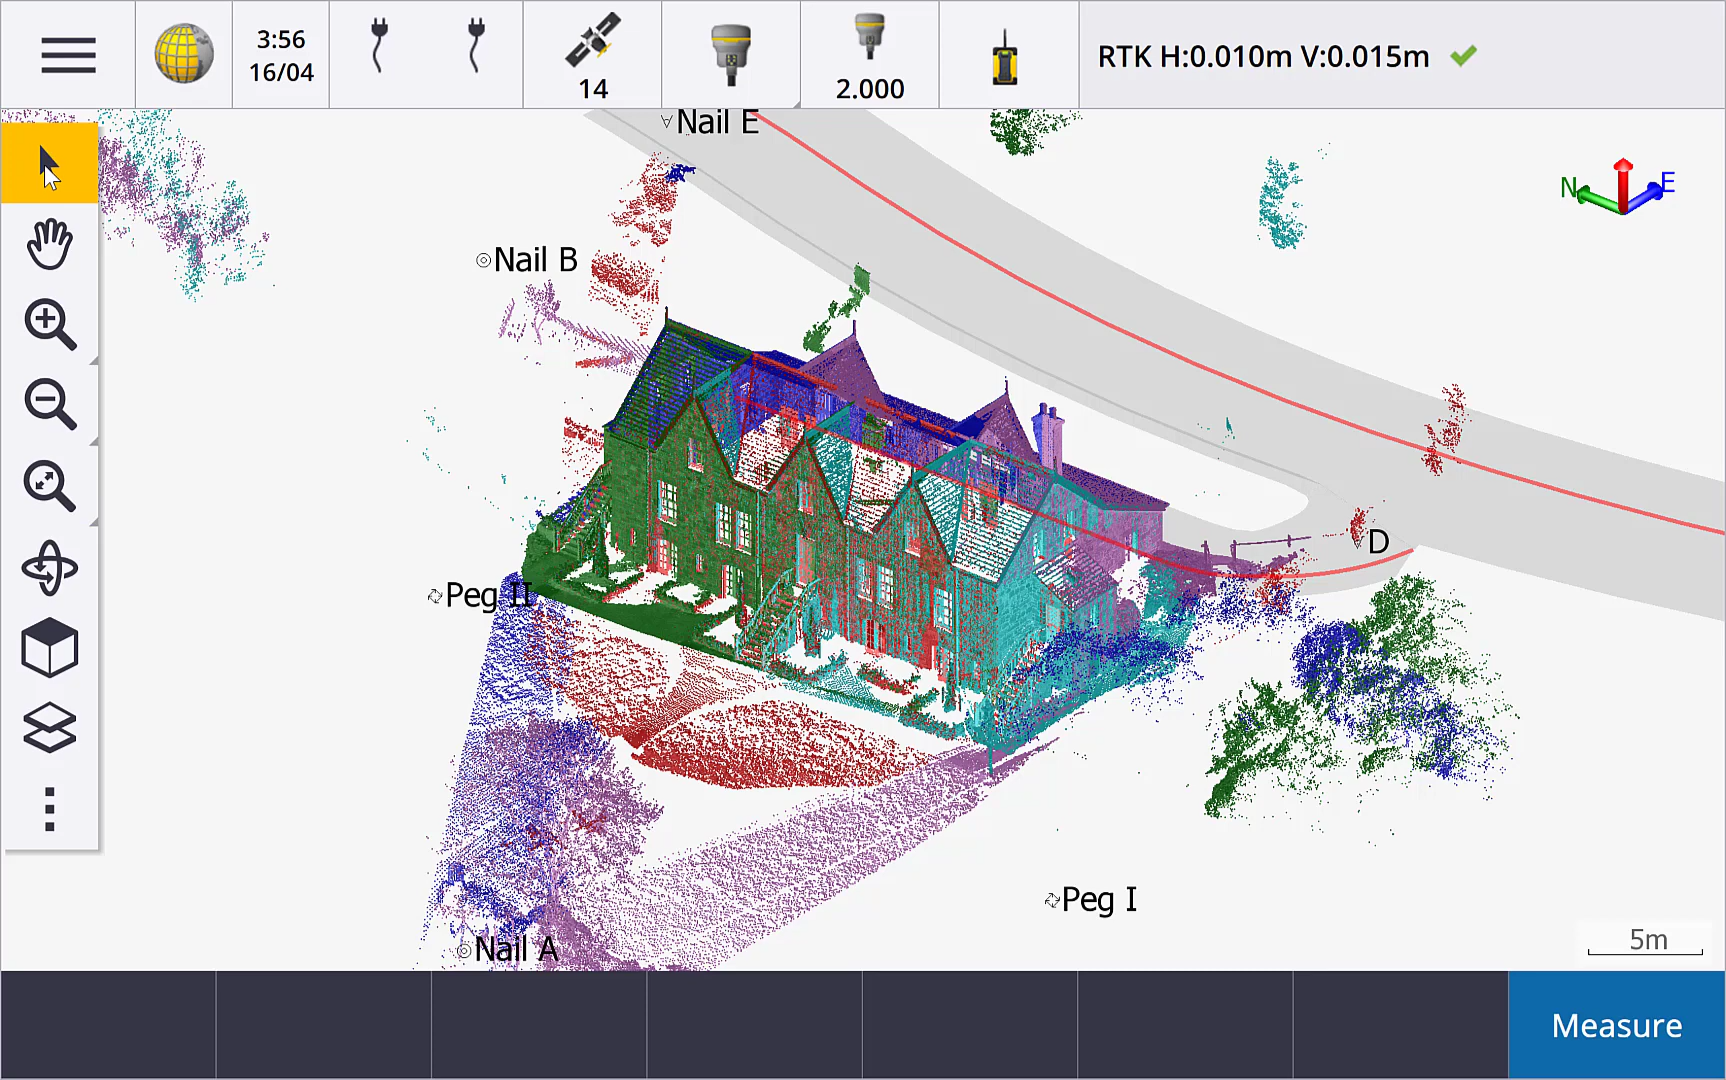 3:56
16/04
14
2.000
RTK H:0.010m V:0.015m
Nail E
N
E
Nail B
D
Peg II
Peg I
Nail A
5m
Measure